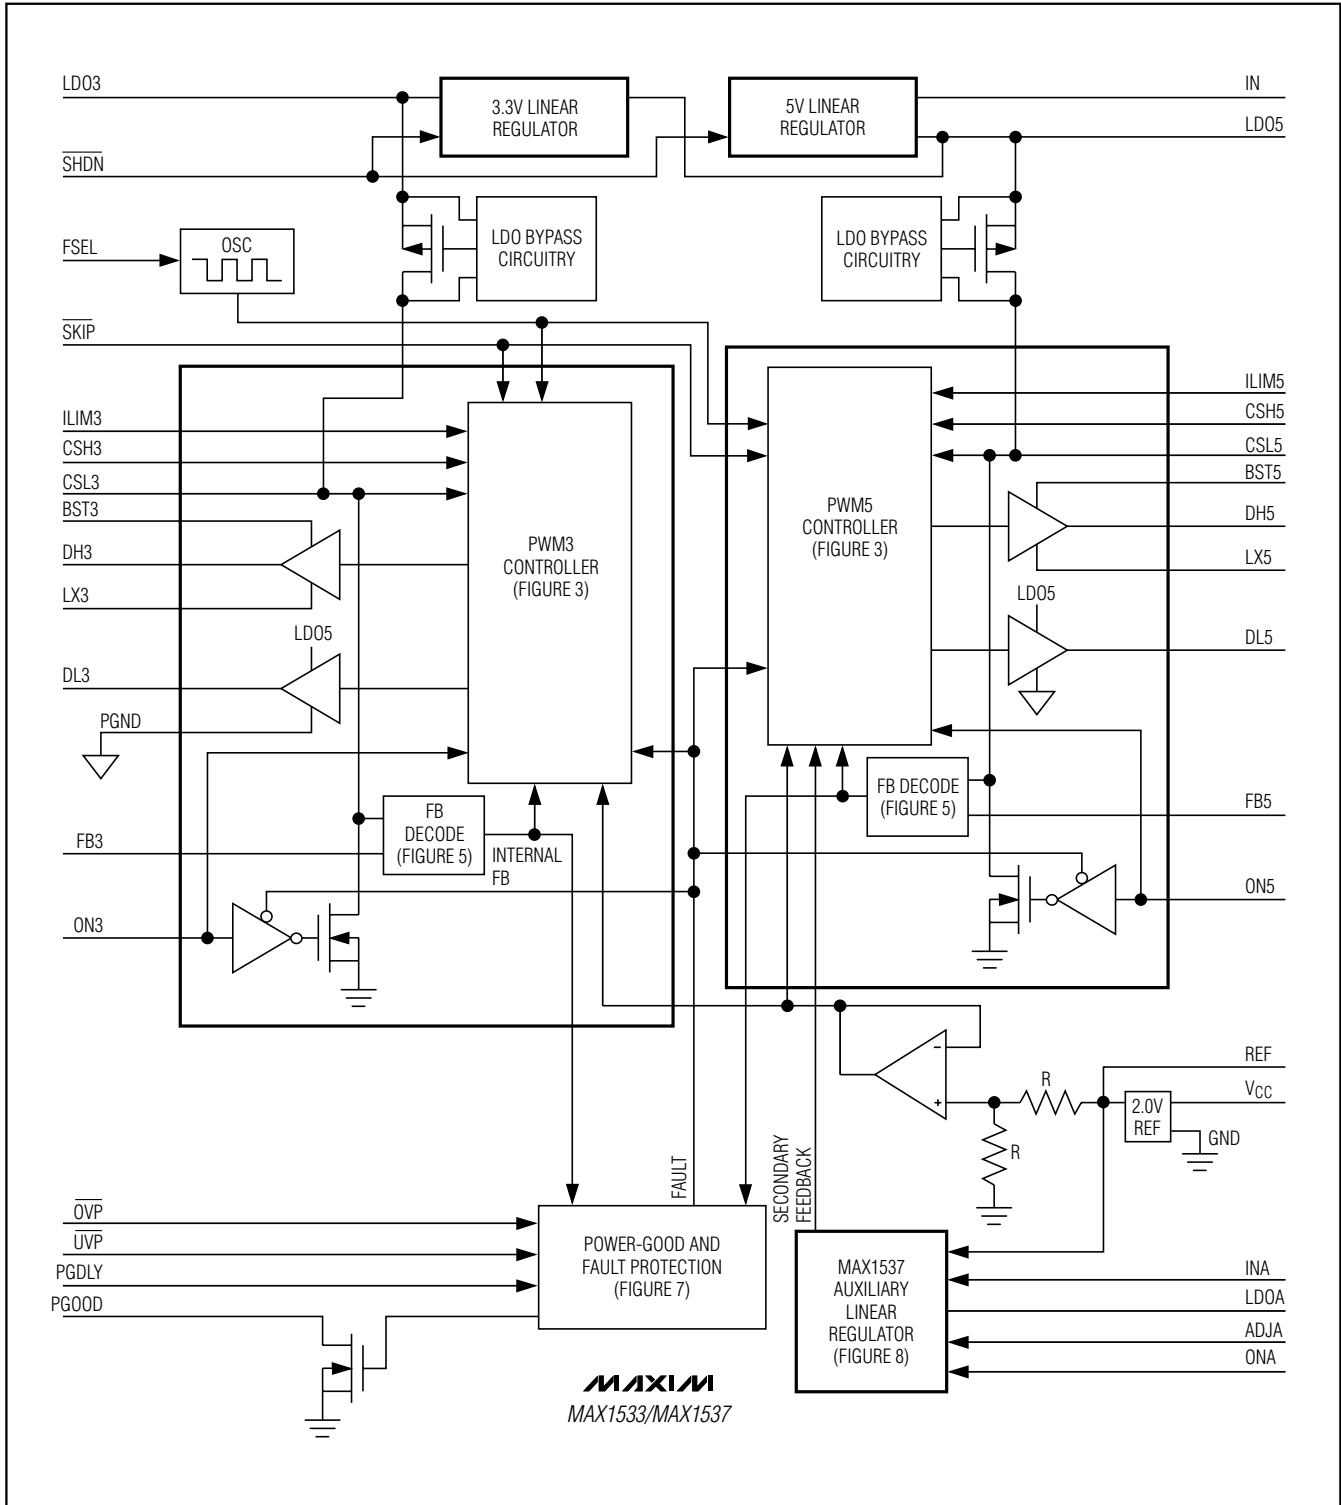 LDO3
3.3V LINEAR
REGULATOR
5V LINEAR
REGULATOR
IN
LDO5
SHDN
LDO BYPASS
CIRCUITRY
LDO BYPASS
CIRCUITRY
FSEL
OSC
SKIP
ILIM3
CSH3
CSL3
BST3
DH3
LX3
LDO5
DL3
PGND
PWM3
CONTROLLER
(FIGURE 3)
PWM5
CONTROLLER
(FIGURE 3)
ILIM5
CSH5
CSL5
BST5
DH5
LX5
LDO5
DL5
FB
DECODE
(FIGURE 5)
INTERNAL
FB
FB DECODE
(FIGURE 5)
FB3
FB5
ON3
ON5
-
+
R
R
2.0V
REF
REF
VCC
GND
FAULT
SECONDARY
FEEDBACK
OVP
UVP
PGDLY
PGOOD
POWER-GOOD AND
FAULT PROTECTION
(FIGURE 7)
MAX1537
AUXILIARY
LINEAR
REGULATOR
(FIGURE 8)
INA
LDOA
ADJA
ONA
MAXIM
MAX1533/MAX1537